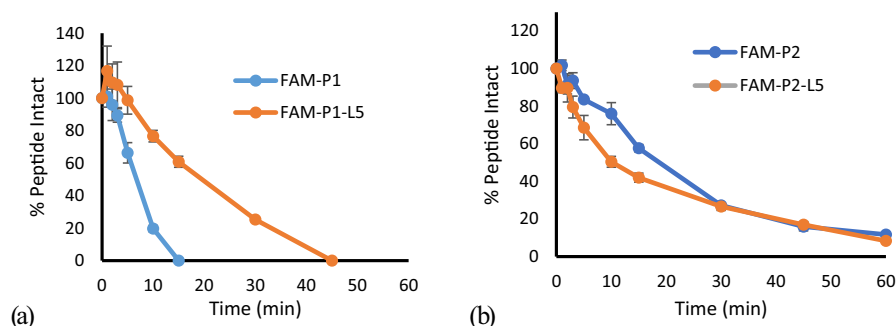 140
120
100
80
60
40
20
0
0 10 20 30 40 50 60
% Peptide Intact
Time (min)
FAM-P1
FAM-P1-L5
(a)
120
100
80
60
40
20
0
0 10 20 30 40 50 60
% Peptide Intact
Time (min)
FAM-P2
FAM-P2-L5
(b)